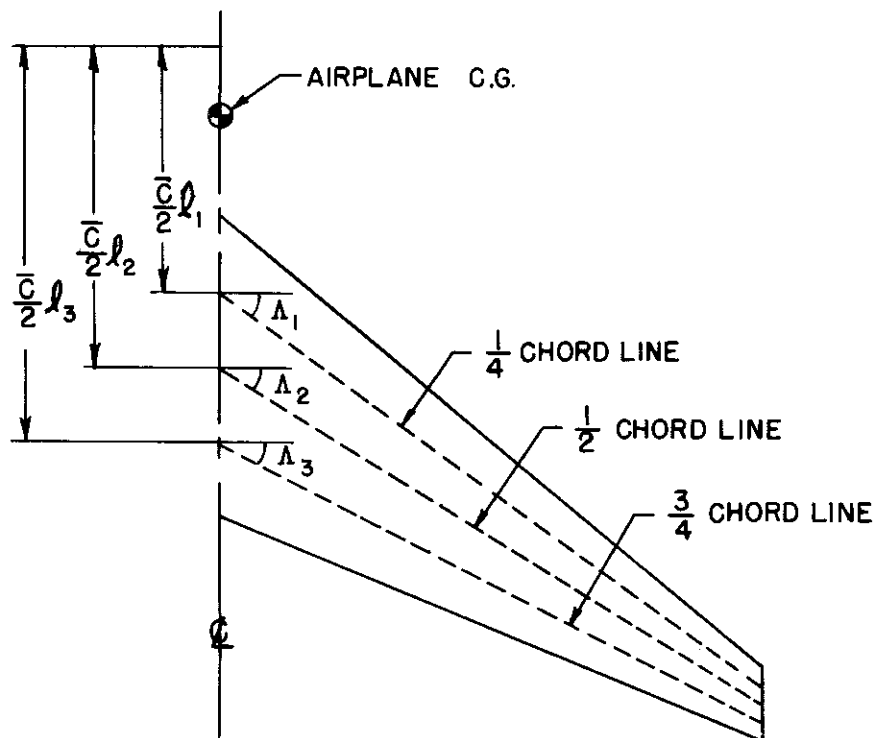 AIRPLANE C.G.
C̅/2 ℓ₁
C̅/2 ℓ₂
C̅/2 ℓ₃
Λ₁
1/4 CHORD LINE
Λ₂
1/2 CHORD LINE
Λ₃
3/4 CHORD LINE
℄